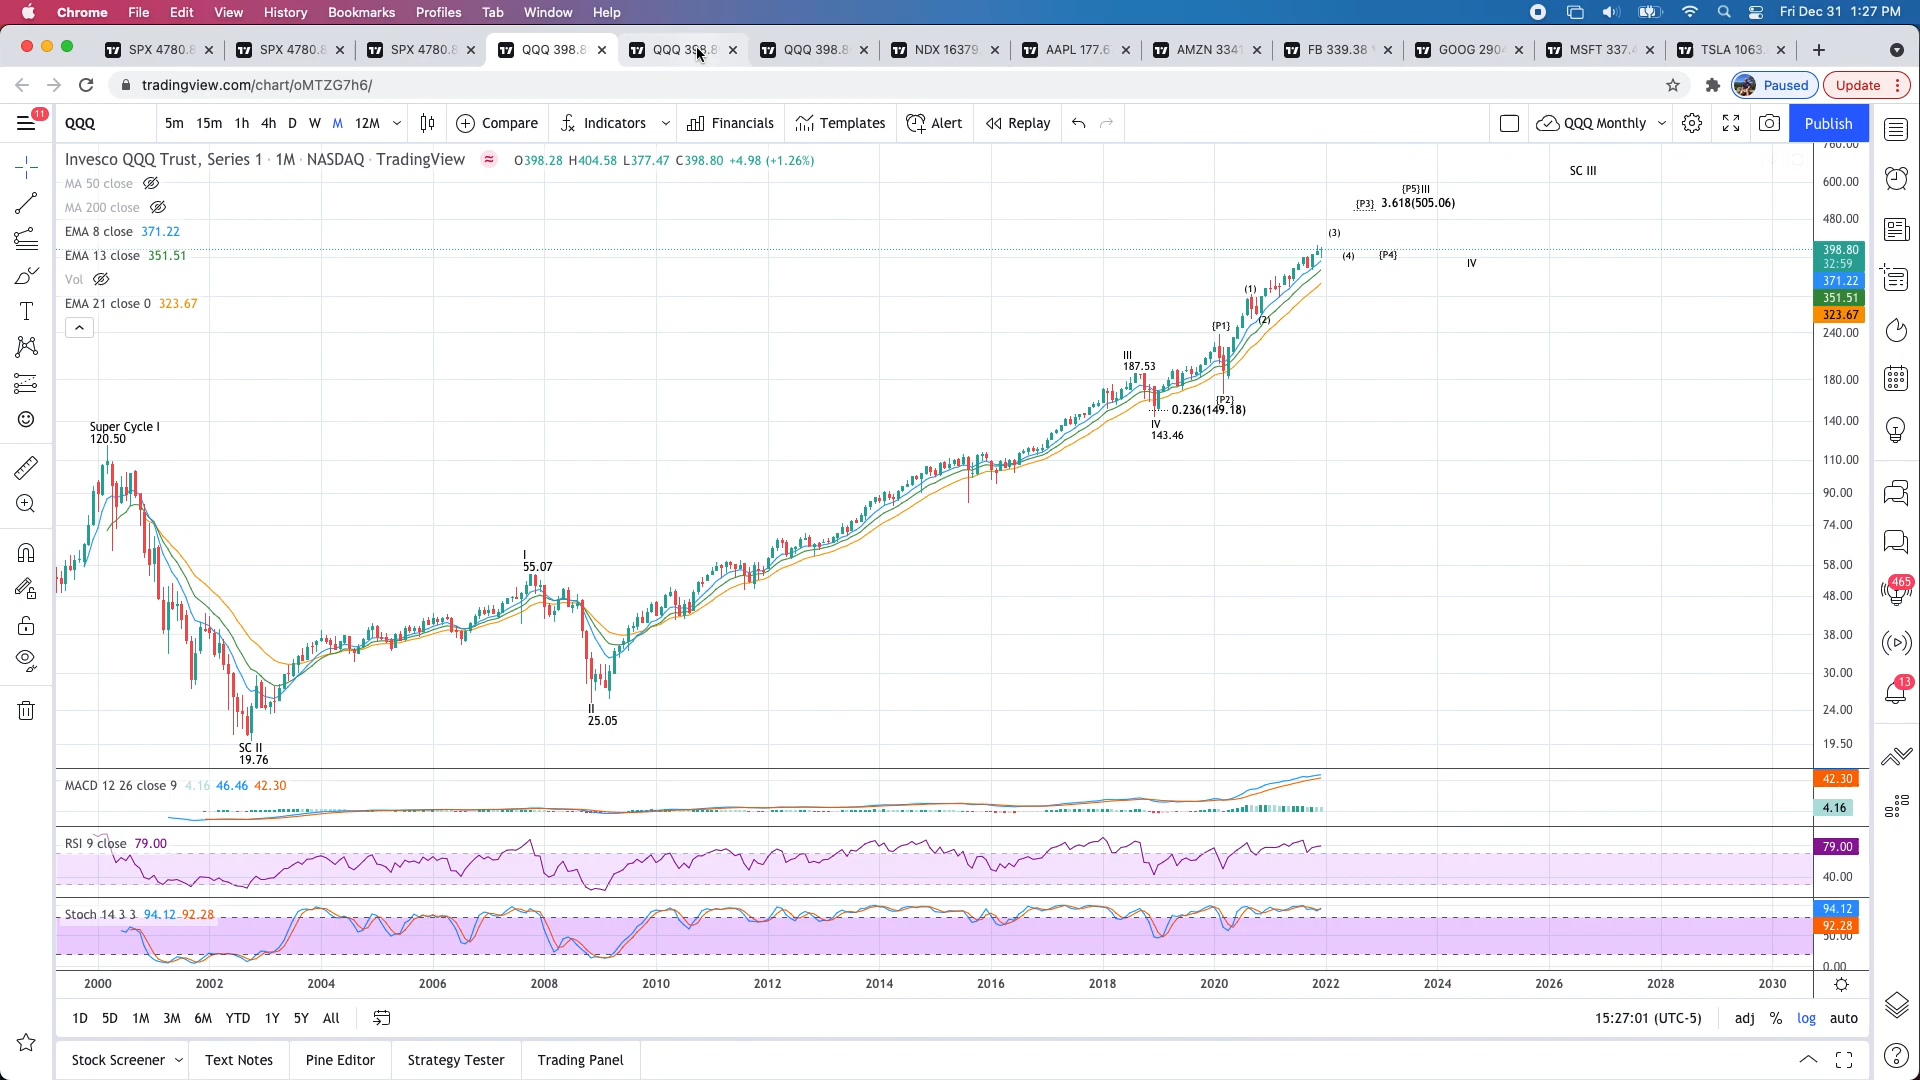 Chrome File Edit View History Bookmarks Profiles Tab Window Help Fri Dec 31 1:27 PM
SPX 4780.8 SPX 4780.8 SPX 4780.8 QQQ 398.8 QQQ 398.8 QQQ 398.8 NDX 16379. AAPL 177.6 AMZN 3341 FB 339.38 GOOG 2904 MSFT 337.4 TSLA 1063.
tradingview.com/chart/oMTZG7h6/ Paused Update
11
QQQ 5m 15m 1h 4h D W M 12M Compare Indicators Financials Templates Alert Replay QQQ Monthly Publish
Invesco QQQ Trust, Series 1 · 1M · NASDAQ · TradingView O398.28 H404.58 L377.47 C398.80 +4.98 (+1.26%)
MA 50 close
MA 200 close
EMA 8 close 371.22
EMA 13 close 351.51
Vol
EMA 21 close 0 323.67
SC III
{P5}III
{P3} 3.618(505.06)
(3)
(4) {P4} IV
(1)
(2)
{P1}
III
187.53
{P2}
0.236(149.18)
IV
143.46
Super Cycle I
120.50
I
55.07
II
25.05
SC II
19.76
760.00
600.00
480.00
398.80
32:59
371.22
351.51
323.67
240.00
180.00
140.00
110.00
90.00
74.00
58.00
48.00
38.00
30.00
24.00
19.50
MACD 12 26 close 9 4.16 46.46 42.30
42.30
4.16
RSI 9 close 79.00
79.00
40.00
Stoch 14 3 3 94.12 92.28
94.12
92.28
50.00
0.00
2000 2002 2004 2006 2008 2010 2012 2014 2016 2018 2020 2022 2024 2026 2028 2030
1D 5D 1M 3M 6M YTD 1Y 5Y All 15:27:01 (UTC-5) adj % log auto
Stock Screener Text Notes Pine Editor Strategy Tester Trading Panel
465
13